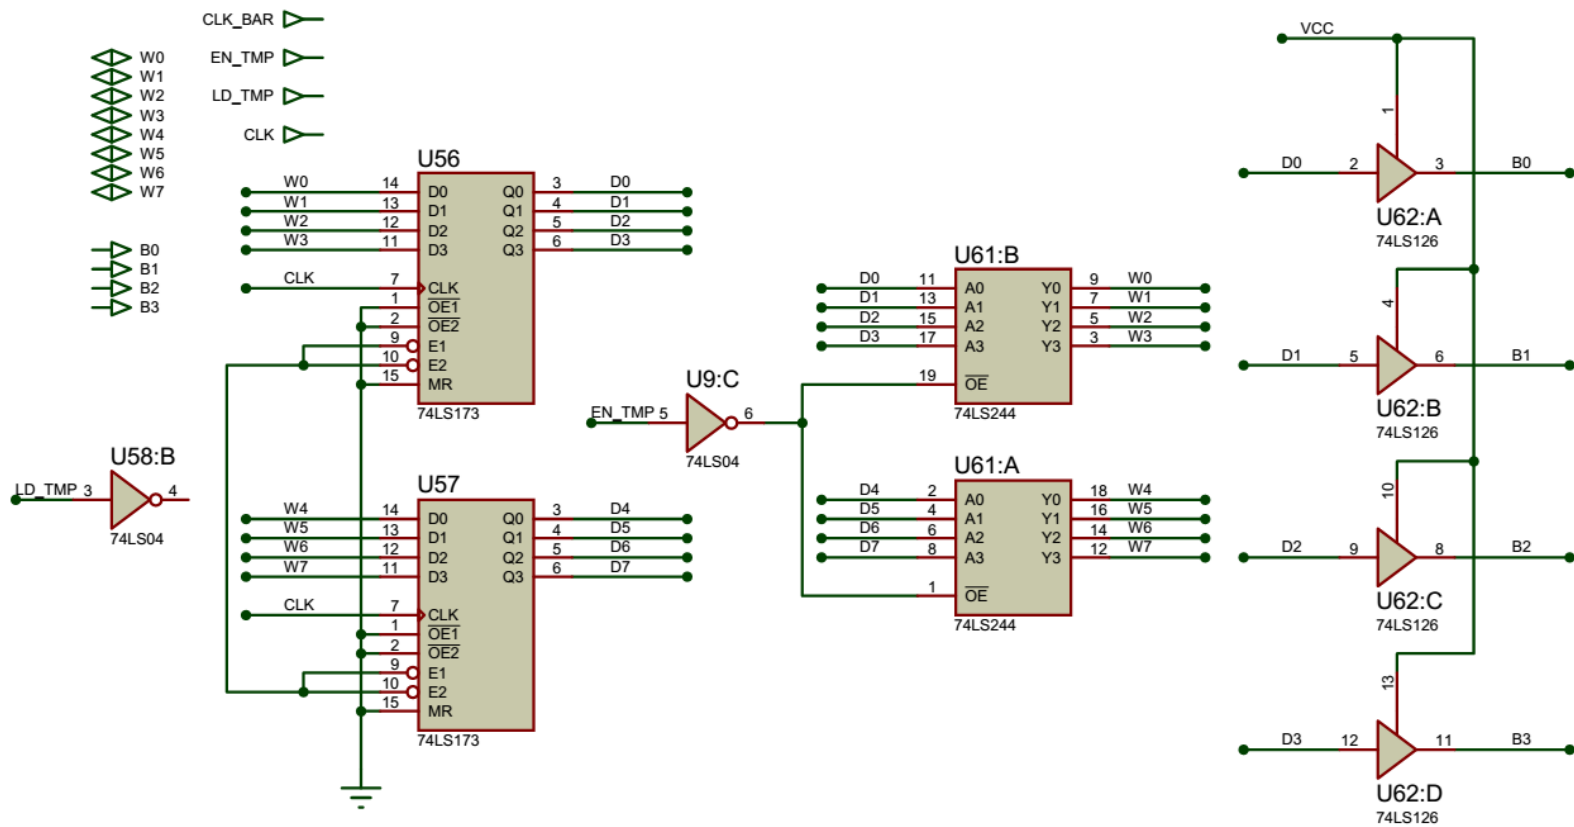 CLK_BAR
EN_TMP
LD_TMP
CLK
W0
W1
W2
W3
W4
W5
W6
W7
B0
B1
B2
B3
U58:B
LD_TMP 3 4
74LS04
U56
W0 14 D0 Q0 3 D0
W1 13 D1 Q1 4 D1
W2 12 D2 Q2 5 D2
W3 11 D3 Q3 6 D3
CLK 7 CLK
1 OE1
2 OE2
9 E1
10 E2
15 MR
74LS173
U57
W4 14 D0 Q0 3 D4
W5 13 D1 Q1 4 D5
W6 12 D2 Q2 5 D6
W7 11 D3 Q3 6 D7
CLK 7 CLK
1 OE1
2 OE2
9 E1
10 E2
15 MR
74LS173
U9:C
EN_TMP 5 6
74LS04
U61:B
D0 11 A0 Y0 9 W0
D1 13 A1 Y1 7 W1
D2 15 A2 Y2 5 W2
D3 17 A3 Y3 3 W3
19 OE
74LS244
U61:A
D4 2 A0 Y0 18 W4
D5 4 A1 Y1 16 W5
D6 6 A2 Y2 14 W6
D7 8 A3 Y3 12 W7
1 OE
74LS244
VCC
1
D0 2 3 B0
U62:A
74LS126
4
D1 5 6 B1
U62:B
74LS126
10
D2 9 8 B2
U62:C
74LS126
13
D3 12 11 B3
U62:D
74LS126